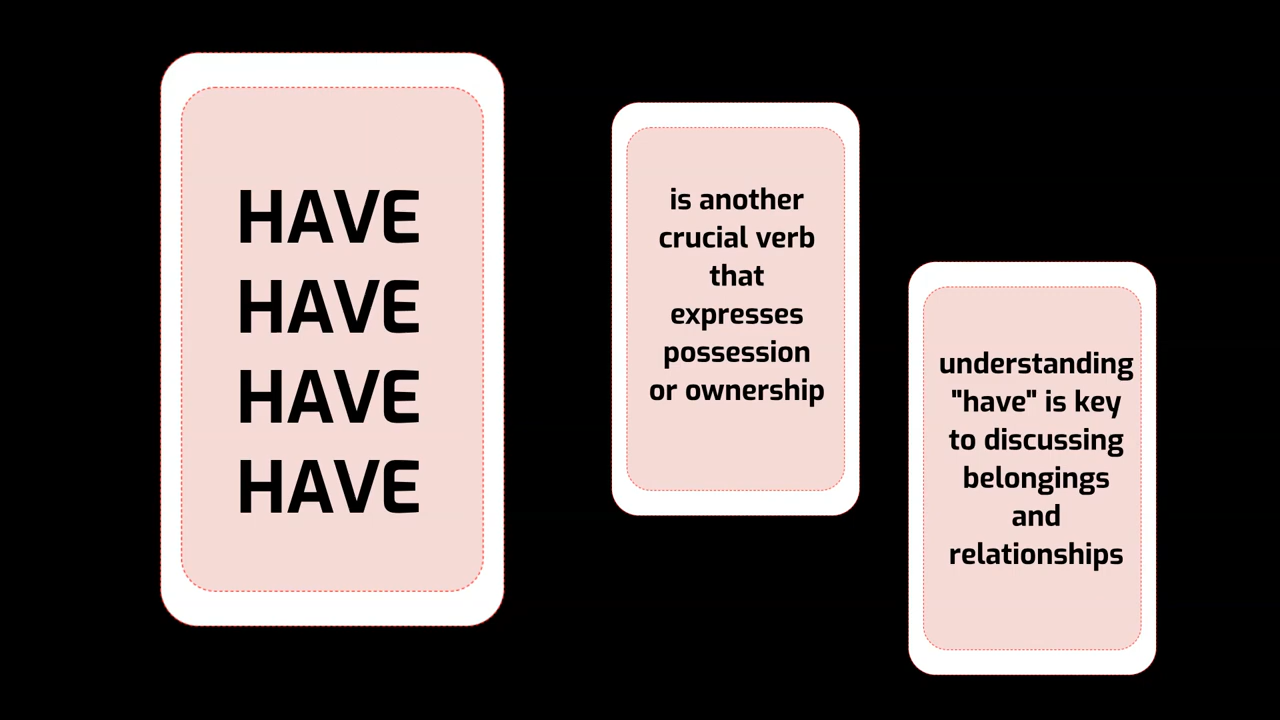 HAVE
HAVE
HAVE
HAVE
is another
crucial verb
that
expresses
possession
or ownership
understanding
"have" is key
to discussing
belongings
and
relationships